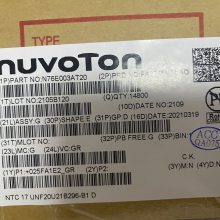 TYPE
nuvoTon
(1P)PART NO:N76E003AT20
(Q)QTY:14800
(1T)LOT NO:2105B120
(10D)DATE NO:2109
(21L)ASSY:G (30P)SHAPE:E (31P)GP:D (16D)DATE:20210319
(31T)MLOT NO: (32P)PB FREE:G (33P)BIN:
(23L)MC:G (24L)VC:GR
C.K.
(1Y)P1:+025FA1E2_GR (2Y)P2: (3Y)M:N (4Y)D:N
NTC 17 UNF20U21B296-B1 D